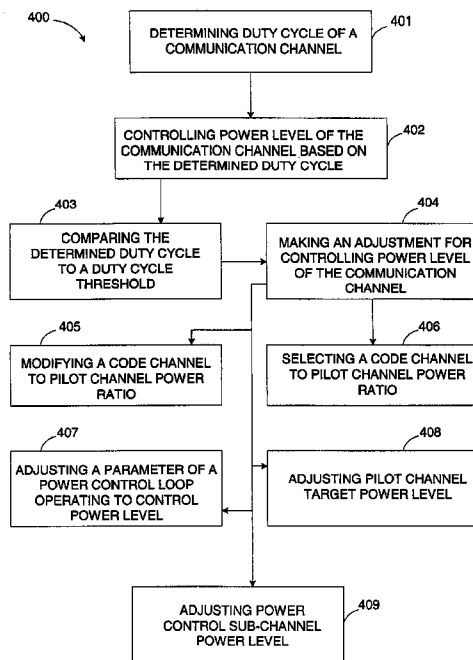 400
401
DETERMINING DUTY CYCLE OF A
COMMUNICATION CHANNEL
402
CONTROLLING POWER LEVEL OF THE
COMMUNICATION CHANNEL BASED ON
THE DETERMINED DUTY CYCLE
403
COMPARING THE
DETERMINED DUTY CYCLE
TO A DUTY CYCLE
THRESHOLD
404
MAKING AN ADJUSTMENT FOR
CONTROLLING POWER LEVEL
OF THE COMMUNICATION
CHANNEL
405
MODIFYING A CODE CHANNEL
TO PILOT CHANNEL POWER
RATIO
406
SELECTING A CODE CHANNEL
TO PILOT CHANNEL POWER
RATIO
407
ADJUSTING A PARAMETER OF A
POWER CONTROL LOOP
OPERATING TO CONTROL
POWER LEVEL
408
ADJUSTING PILOT CHANNEL
TARGET POWER LEVEL
409
ADJUSTING POWER
CONTROL SUB-CHANNEL
POWER LEVEL